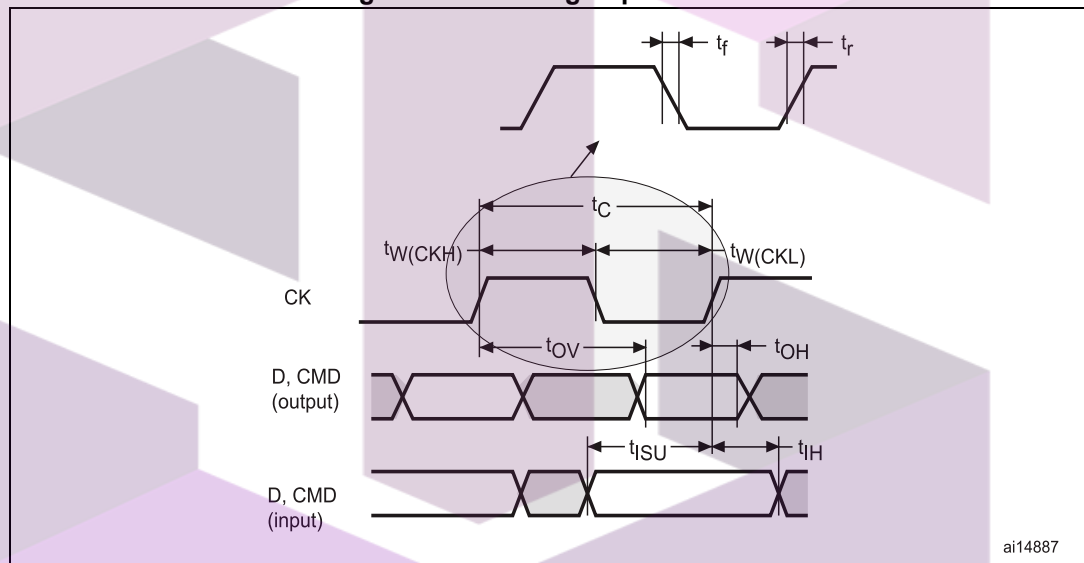 tf
tr
tC
tW(CKH)
tW(CKL)
CK
tOV
tOH
D, CMD
(output)
tISU
tIH
D, CMD
(input)
ai14887